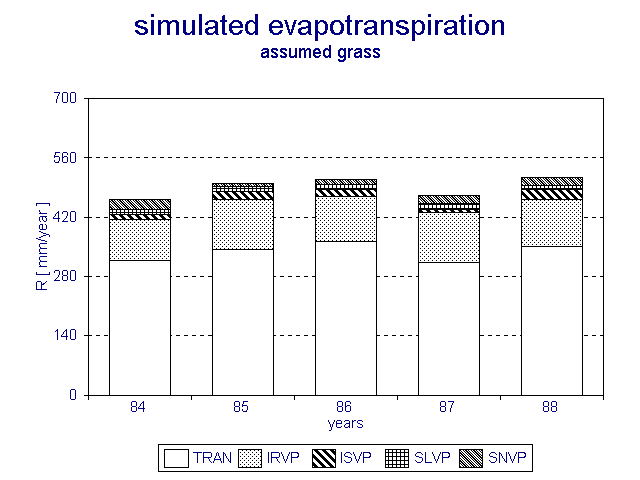 simulated evapotranspiration
assumed grass
700
560
420
280
140
0
R [ mm/year ]
84 85 86 87 88
years
TRAN IRVP ISVP SLVP SNVP